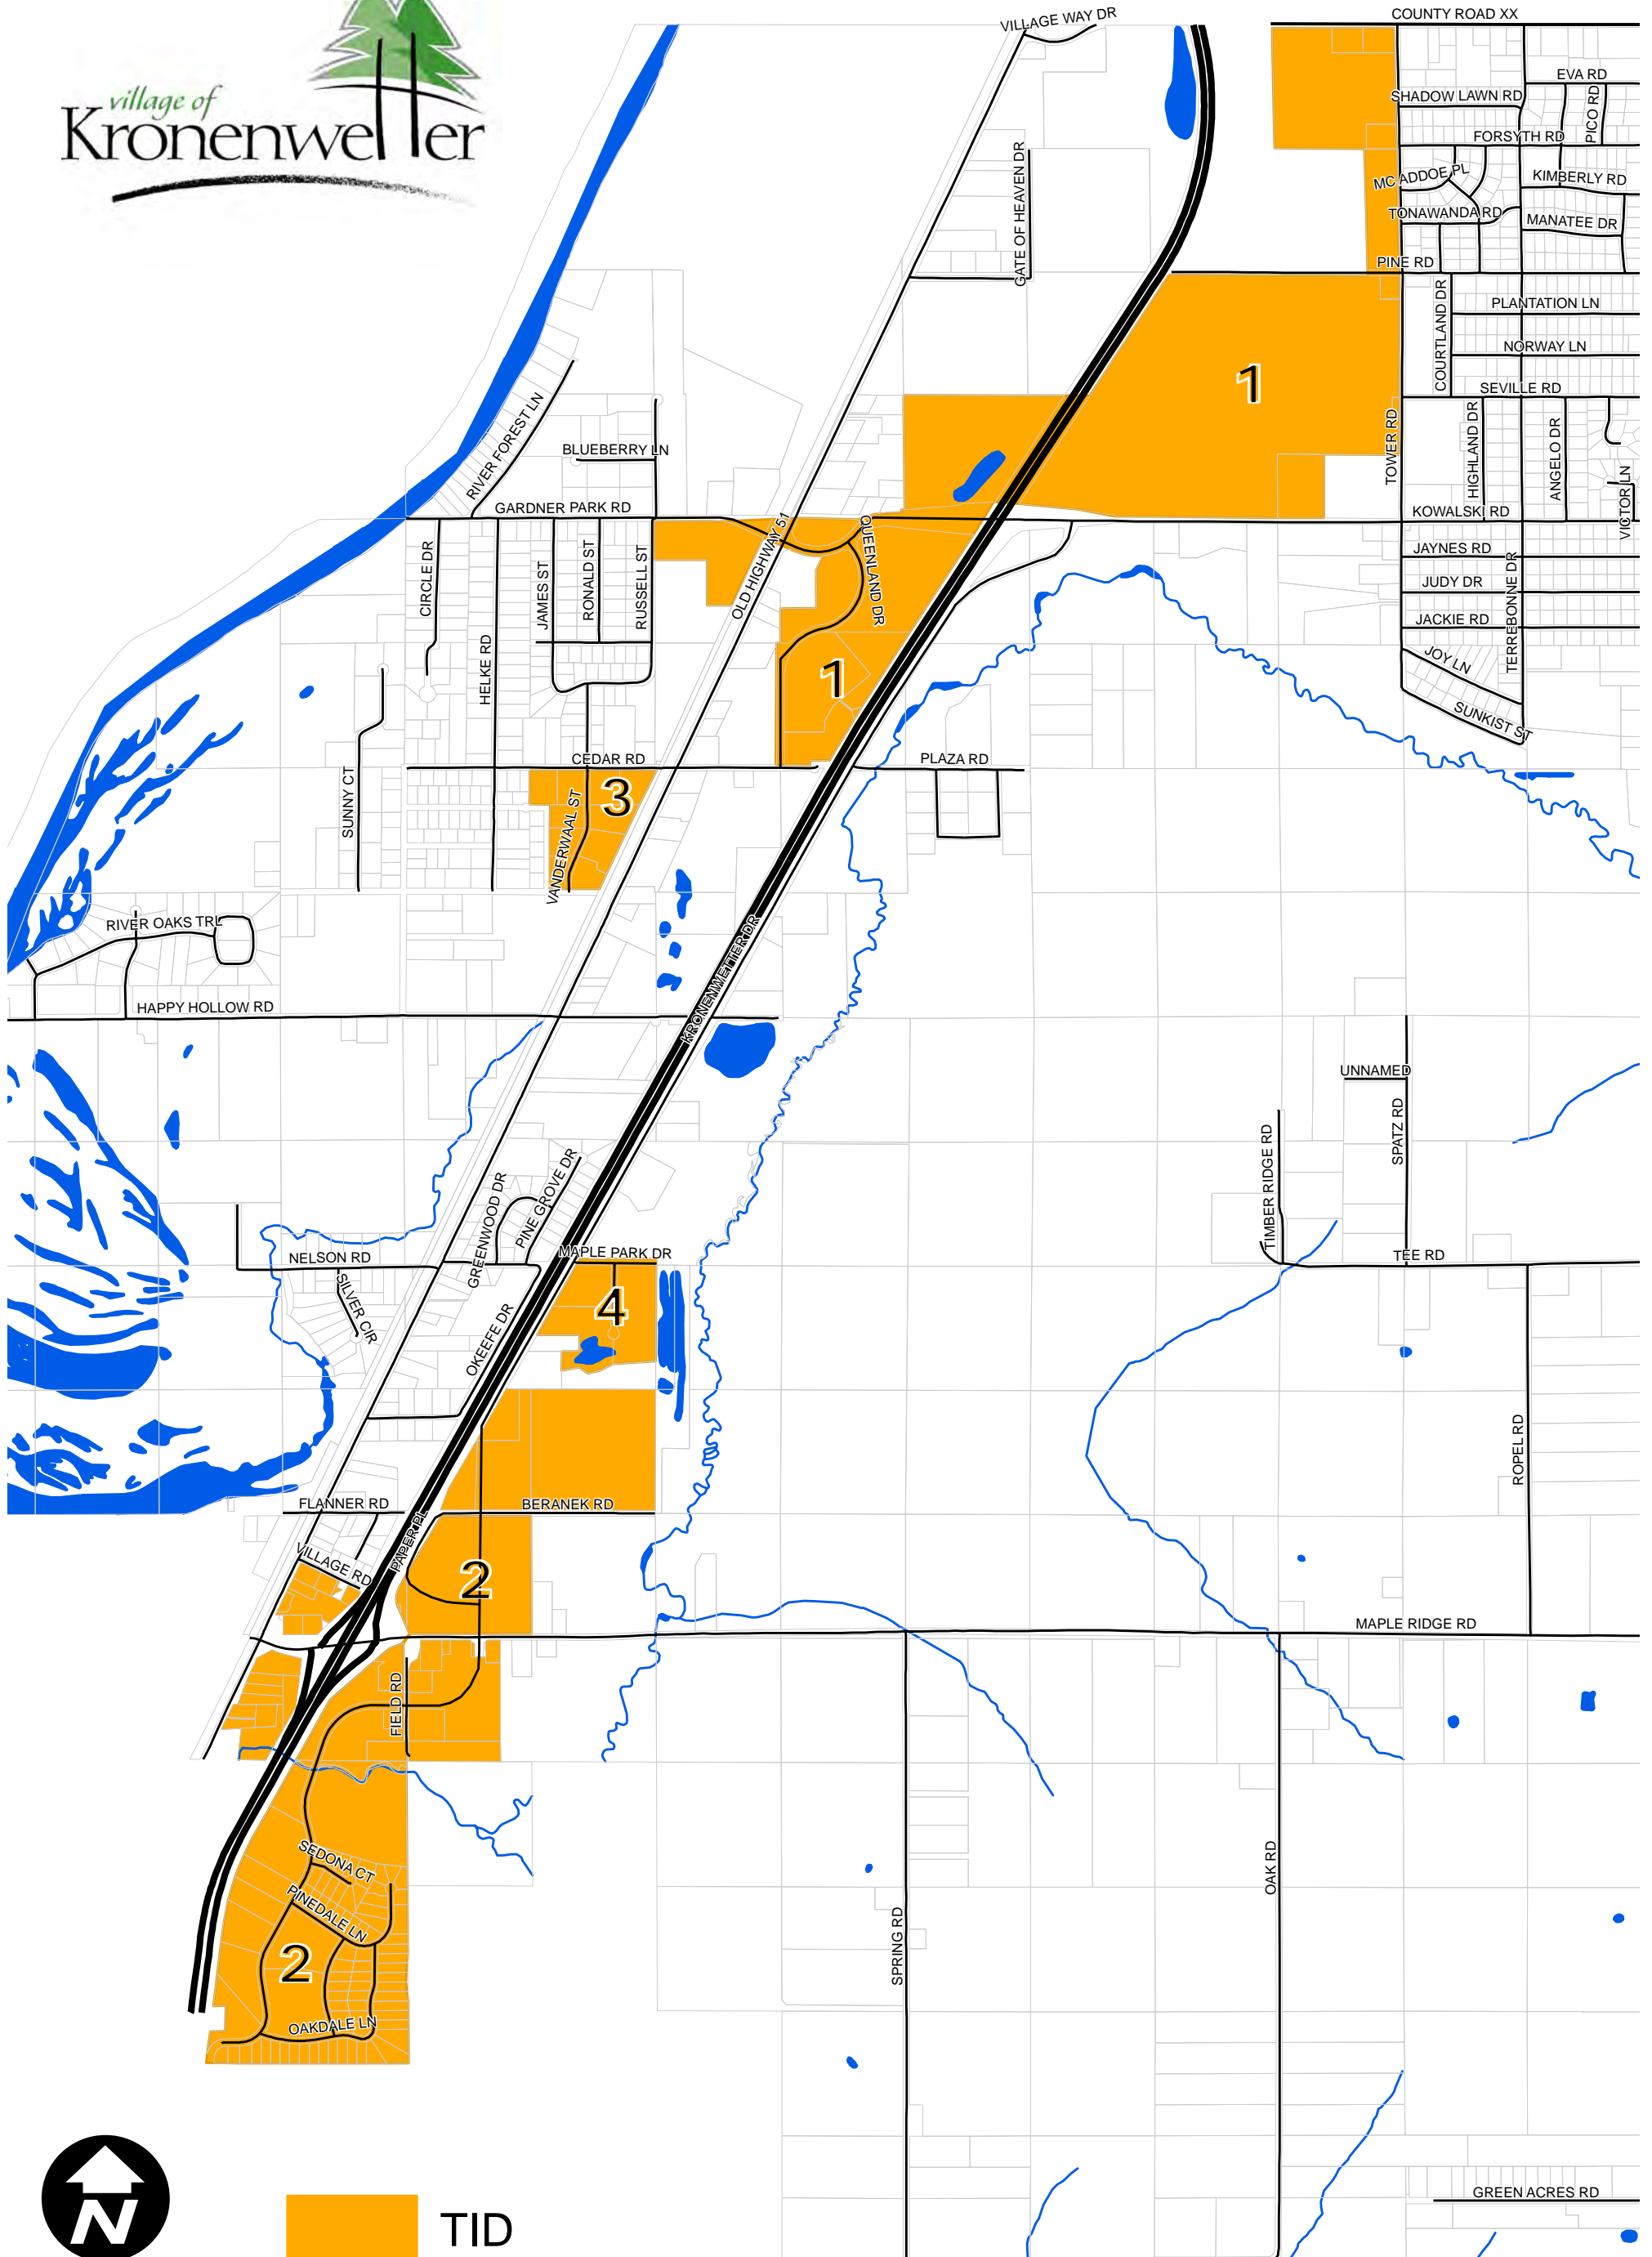 village of
Kronenwetter
VILLAGE WAY DR
COUNTY ROAD XX
EVA RD
SHADOW LAWN RD
PICO RD
FORSYTH RD
MC ADDOE PL
KIMBERLY RD
GATE OF HEAVEN DR
TONAWANDA RD
MANATEE DR
PINE RD
COURTLAND DR
PLANTATION LN
NORWAY LN
1
SEVILLE RD
RIVER FOREST LN
TOWER RD
HIGHLAND DR
ANGELO DR
BLUEBERRY LN
VICTOR LN
GARDNER PARK RD
KOWALSKI RD
OLD HIGHWAY 51
QUEENLAND DR
CIRCLE DR
JAMES ST
RONALD ST
RUSSELL ST
JAYNES RD
JUDY DR
TERREBONNE DR
JACKIE RD
HELKE RD
1
JOY LN
SUNKIST ST
CEDAR RD
PLAZA RD
SUNNY CT
3
VANDERWAAL ST
RIVER OAKS TRL
KRONENWETTER DR
HAPPY HOLLOW RD
UNNAMED
SPATZ RD
TIMBER RIDGE RD
GREENWOOD DR
PINE GROVE DR
NELSON RD
MAPLE PARK DR
TEE RD
SILVER CIR
4
OKEEFE DR
ROPEL RD
FLANNER RD
BERANEK RD
PAPER PL
VILLAGE RD
2
MAPLE RIDGE RD
FIELD RD
SEDONA CT
OAK RD
PINEDALE LN
SPRING RD
2
OAKDALE LN
GREEN ACRES RD
N
TID